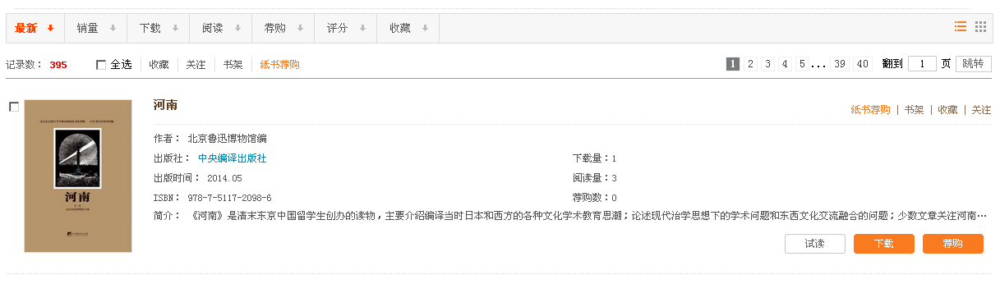 最新 销量 下载 阅读 荐购 评分 收藏
记录数： 395 全选 收藏 关注 书架 纸书荐购 1 2 3 4 5 ... 39 40 翻到 1 页 跳转
河南
纸书荐购 | 书架 | 收藏 | 关注
作者： 北京鲁迅博物馆编
出版社： 中央编译出版社 下载量：1
出版时间： 2014.05 阅读量：3
ISBN： 978-7-5117-2098-6 荐购数：0
简介： 《河南》是清末东京中国留学生创办的读物，主要介绍编译当时日本和西方的各种文化学术教育思潮；论述现代治学思想下的学术问题和东西文化交流融合的问题；少数文章关注河南…
河南
试读 下载 荐购